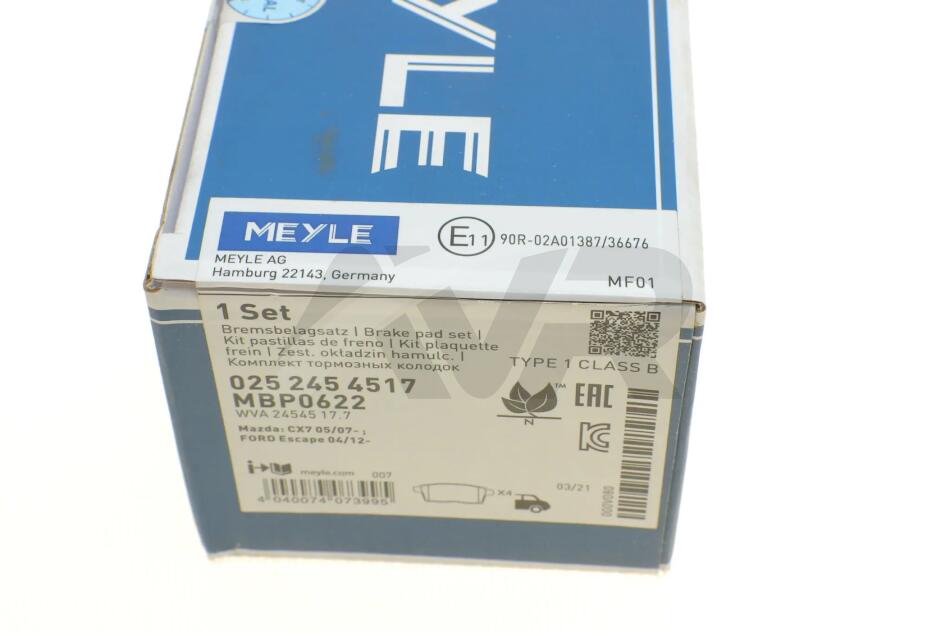 AL
MEYLE
MEYLE
MEYLE AG
Hamburg 22143, Germany
E11 90R-02A01387/36676
MF01
1 Set
Bremsbelagsatz | Brake pad set |
Kit pastillas de freno | Kit plaquette
frein | Zest. okładzin hamulc. |
Комплект тормозных колодок
TYPE 1 CLASS B
025 245 4517
MBP0622
WVA 24545 17.7
Mazda: CX7 05/07- ;
FORD Escape 04/12-
TM
N
EAC
meyle.com 007
4 040074 073995
X4
03/21
000VD80